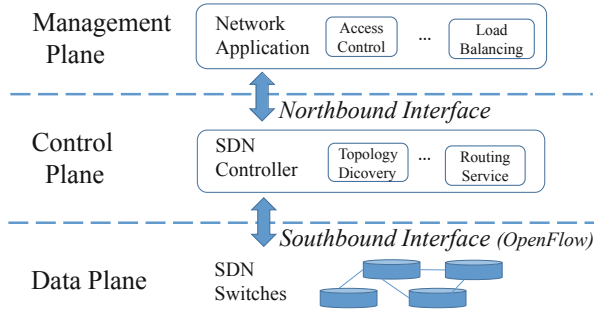 Management
Plane
Network
Application
Access
Control
...
Load
Balancing
Northbound Interface
Control
Plane
SDN
Controller
Topology
Dicovery
...
Routing
Service
Southbound Interface (OpenFlow)
Data Plane
SDN
Switches